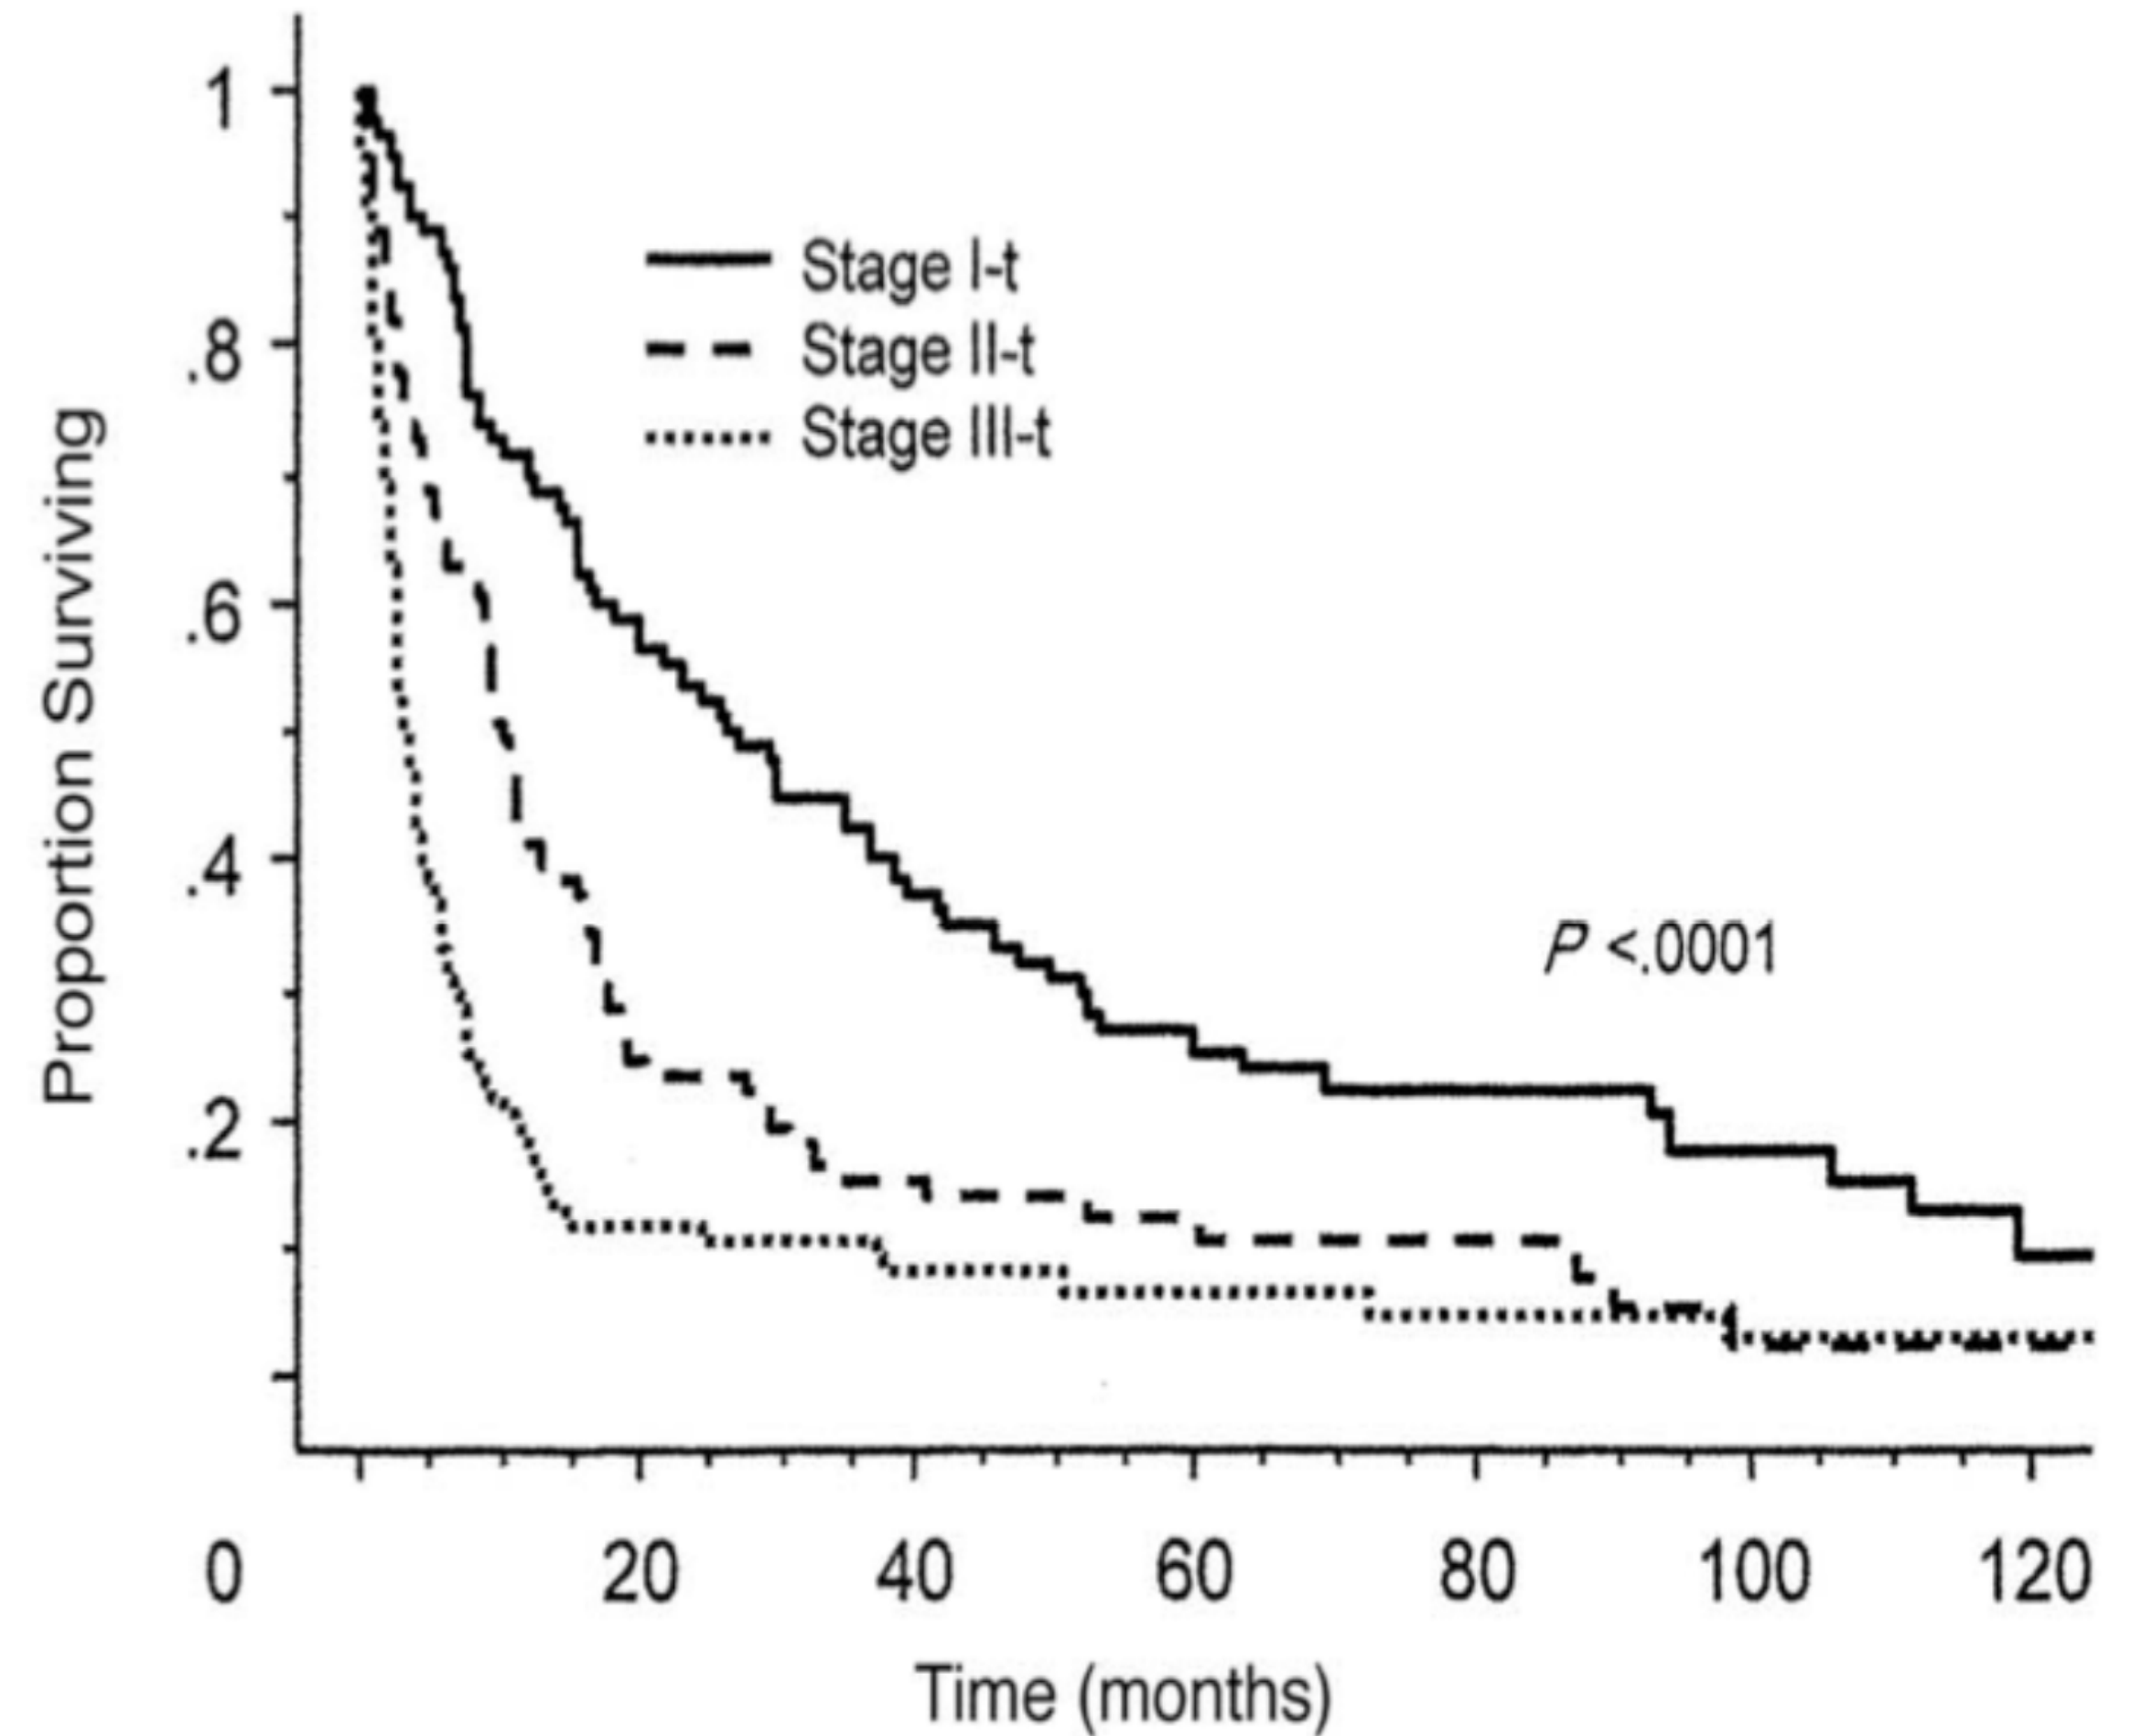 1
.8
.6
.4
.2
Proportion Surviving
Stage I-t
Stage II-t
Stage III-t
P <.0001
0 20 40 60 80 100 120
Time (months)